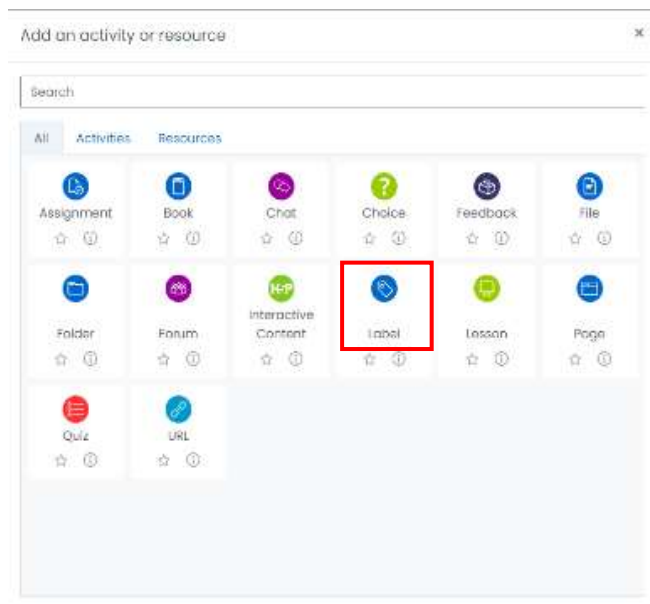 Add an activity or resource
Search
All Activities Resources
Assignment Book Chat Choice Feedback File
Folder Forum Interactive Content Label Lesson Page
H-P
Quiz URL